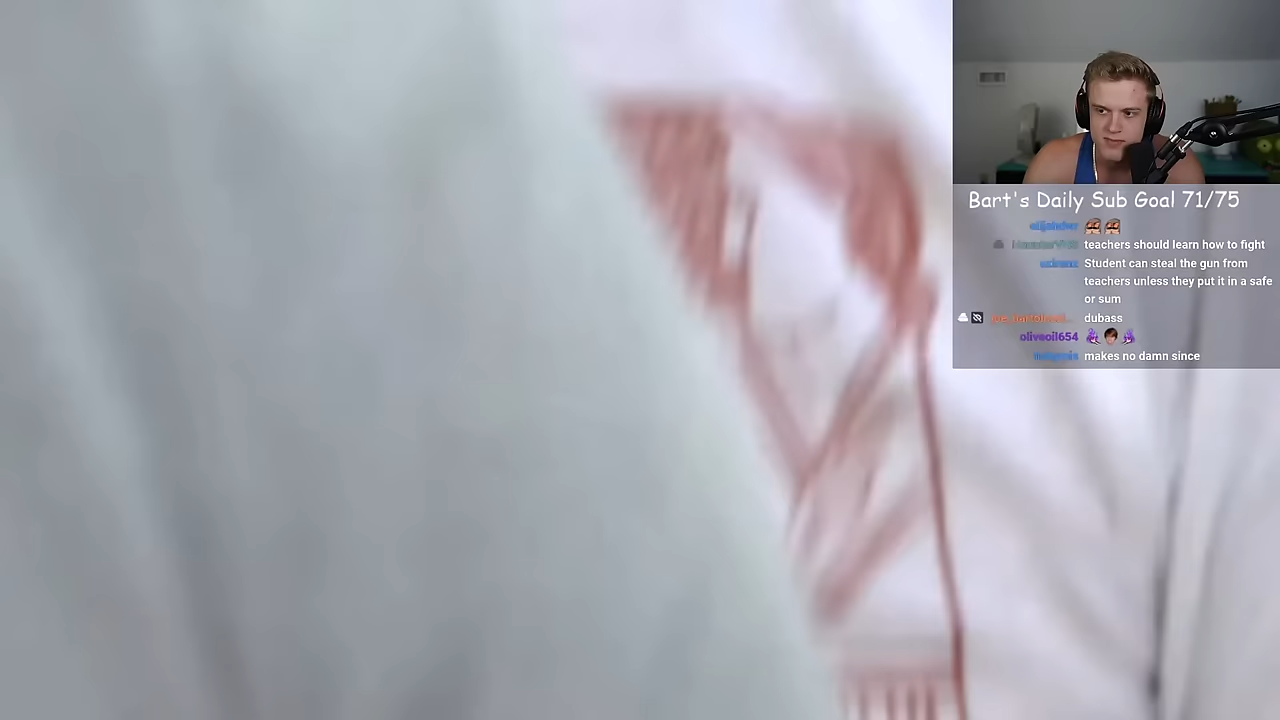 Bart's Daily Sub Goal 71/75
teachers should learn how to fight
Student can steal the gun from
teachers unless they put it in a safe
or sum
dubass
oliveoil654
makes no damn since